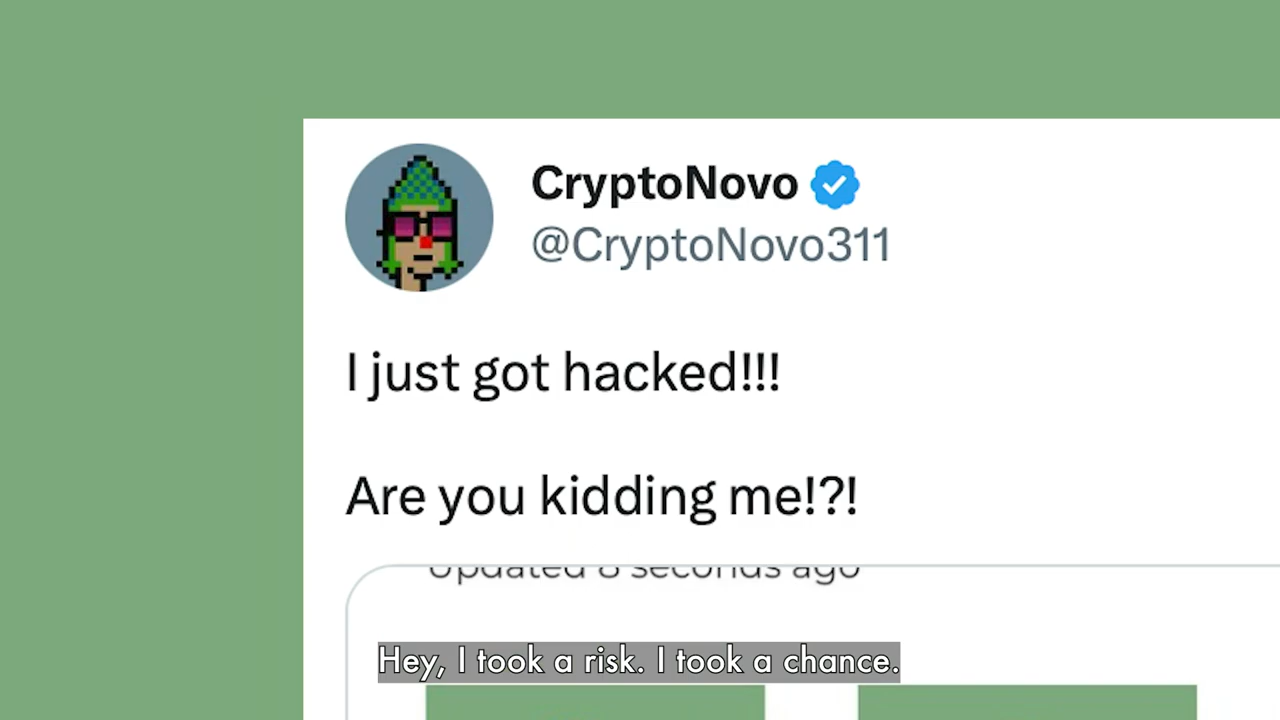 CryptoNovo
@CryptoNovo311
I just got hacked!!!
Are you kidding me!?!
Updated 8 seconds ago
Hey, I took a risk. I took a chance.